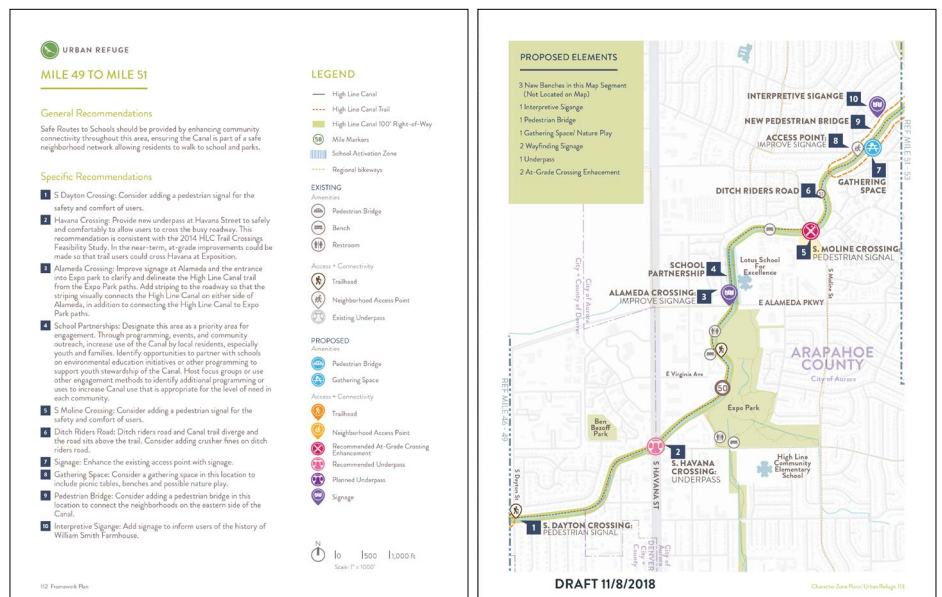 URBAN REFUGE
MILE 49 TO MILE 51
General Recommendations
Safe Routes to Schools should be provided by enhancing community
connectivity throughout this area, ensuring the Canal is part of a safe
neighborhood network allowing residents to walk to school and parks.
Specific Recommendations
1 S Dayton Crossing: Consider adding a pedestrian signal for the
safety and comfort of users.
2 Havana Crossing: Provide new underpass at Havana Street to safely
and comfortably to allow users to cross the busy roadway. This
recommendation is consistent with the 2014 HLC Trail Crossings
Feasibility Study. In the near-term, at-grade improvements could be
made so that trail users could cross Havana at Exposition.
3 Alameda Crossing: Improve signage at Alameda and the entrance
into Expo park to clarify and delineate the High Line Canal trail
from the Expo Park paths. Add striping to the roadway so that the
striping visually connects the High Line Canal on either side of
Alameda, in addition to connecting the High Line Canal to Expo
Park paths.
4 School Partnerships: Designate this area as a priority area for
engagement. Through programming, events, and community
outreach, increase use of the Canal by local residents, especially
youth and families. Identify opportunities to partner with schools
on environmental education initiatives or other programming to
support youth stewardship of the Canal. Host focus groups or use
other engagement methods to identify additional programming or
uses to increase Canal use that is appropriate for the level of need in
each community.
5 S Moline Crossing: Consider adding a pedestrian signal for the
safety and comfort of users.
6 Ditch Riders Road: Ditch riders road and Canal trail diverge and
the road sits above the trail. Consider adding crusher fines on ditch
riders road.
7 Signage: Enhance the existing access point with signage.
8 Gathering Space: Consider a gathering space in this location to
include picnic tables, benches and possible nature play.
9 Pedestrian Bridge: Consider adding a pedestrian bridge in this
location to connect the neighborhoods on the eastern side of the
Canal.
10 Interpretive Sigange: Add signage to inform users of the history of
William Smith Farmhouse.
112 Framework Plan
LEGEND
High Line Canal
High Line Canal Trail
High Line Canal 100' Right-of-Way
58 Mile Markers
School Activation Zone
Regional bikeways
EXISTING
Amenities
Pedestrian Bridge
Bench
Restroom
Access + Connectivity
Trailhead
Neighborhood Access Point
Existing Underpass
PROPOSED
Amenities
Pedestrian Bridge
Gathering Space
Access + Connectivity
Trailhead
Neighborhood Access Point
Recommended At-Grade Crossing
Enhancement
Recommended Underpass
Planned Underpass
Signage
N
0 500 1,000 ft
Scale: 1" = 1000'
PROPOSED ELEMENTS
3 New Benches in this Map Segment
(Not Located on Map)
1 Interpretive Sigange
1 Pedestrian Bridge
1 Gathering Space/ Nature Play
2 Wayfinding Signage
1 Underpass
2 At-Grade Crossing Enhacement
INTERPRETIVE SIGANGE 10
NEW PEDESTRIAN BRIDGE 9
ACCESS POINT: 8
IMPROVE SIGNAGE
7
GATHERING
SPACE
DITCH RIDERS ROAD 6
5 S. MOLINE CROSSING:
PEDESTRIAN SIGNAL
SCHOOL 4
PARTNERSHIP
Lotus School
For
Excellence
S Moline St
ALAMEDA CROSSING: 3
IMPROVE SIGNAGE
E ALAMEDA PKWY
City of Aurora
City + County of Denver
ARAPAHOE
COUNTY
City of Aurora
E Virginia Ave
50
Expo Park
Ben
Bezoff
Park
2
S. HAVANA
CROSSING:
UNDERPASS
High Line
Community
Elementary
School
S HAVANA ST
S Dayton St
1 S. DAYTON CROSSING:
PEDESTRIAN SIGNAL
REF MILE 46 - 49
REF MILE 51 - 53
DRAFT 11/8/2018
Character Zone Plans/ Urban Refuge 113